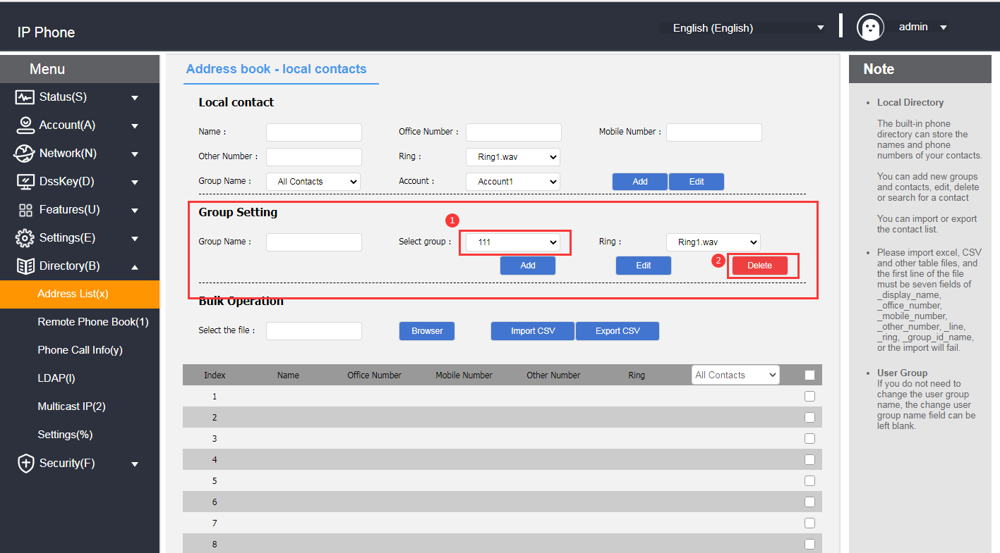 IP Phone
English (English)
admin
Menu
Status(S)
Account(A)
Network(N)
DssKey(D)
Features(U)
Settings(E)
Directory(B)
Address List(x)
Remote Phone Book(1)
Phone Call Info(y)
LDAP(I)
Multicast IP(2)
Settings(%)
Security(F)
Address book - local contacts
Local contact
Name :
Office Number :
Mobile Number :
Other Number :
Ring :
Ring1.wav
Group Name :
All Contacts
Account :
Account1
Add
Edit
Group Setting
1
Group Name :
Select group :
111
Ring :
Ring1.wav
Add
Edit
2
Delete
Bulk Operation
Select the file :
Browser
Import CSV
Export CSV
Index
Name
Office Number
Mobile Number
Other Number
Ring
All Contacts
1
2
3
4
5
6
7
8
Note
Local Directory
The built-in phone
directory can store the
names and phone
numbers of your contacts.
You can add new groups
and contacts, edit, delete
or search for a contact
You can import or export
the contact list.
Please import excel, CSV
and other table files, and
the first line of the file
must be seven fields of
_display_name,
_office_number,
_mobile_number,
_other_number, _line,
_ring, _group_id_name,
or the import will fail.
User Group
If you do not need to
change the user group
name, the change user
group name field can be
left blank.